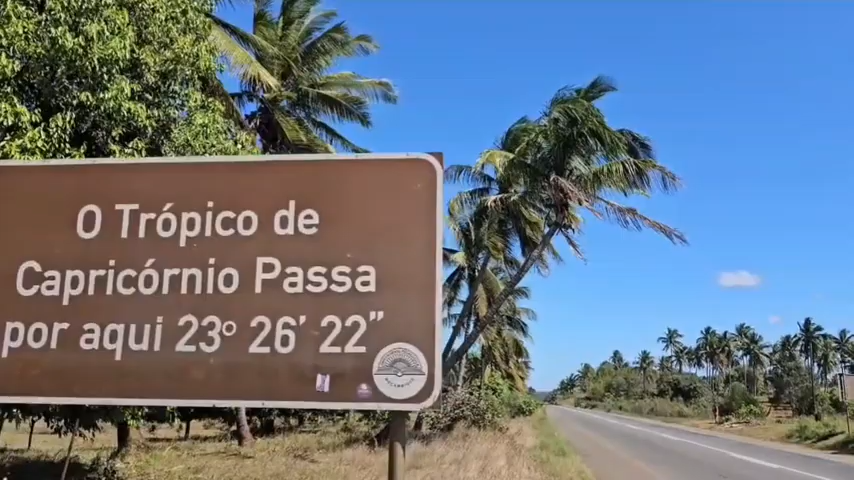 O Trópico de
Capricórnio Passa
por aqui 23º 26' 22"